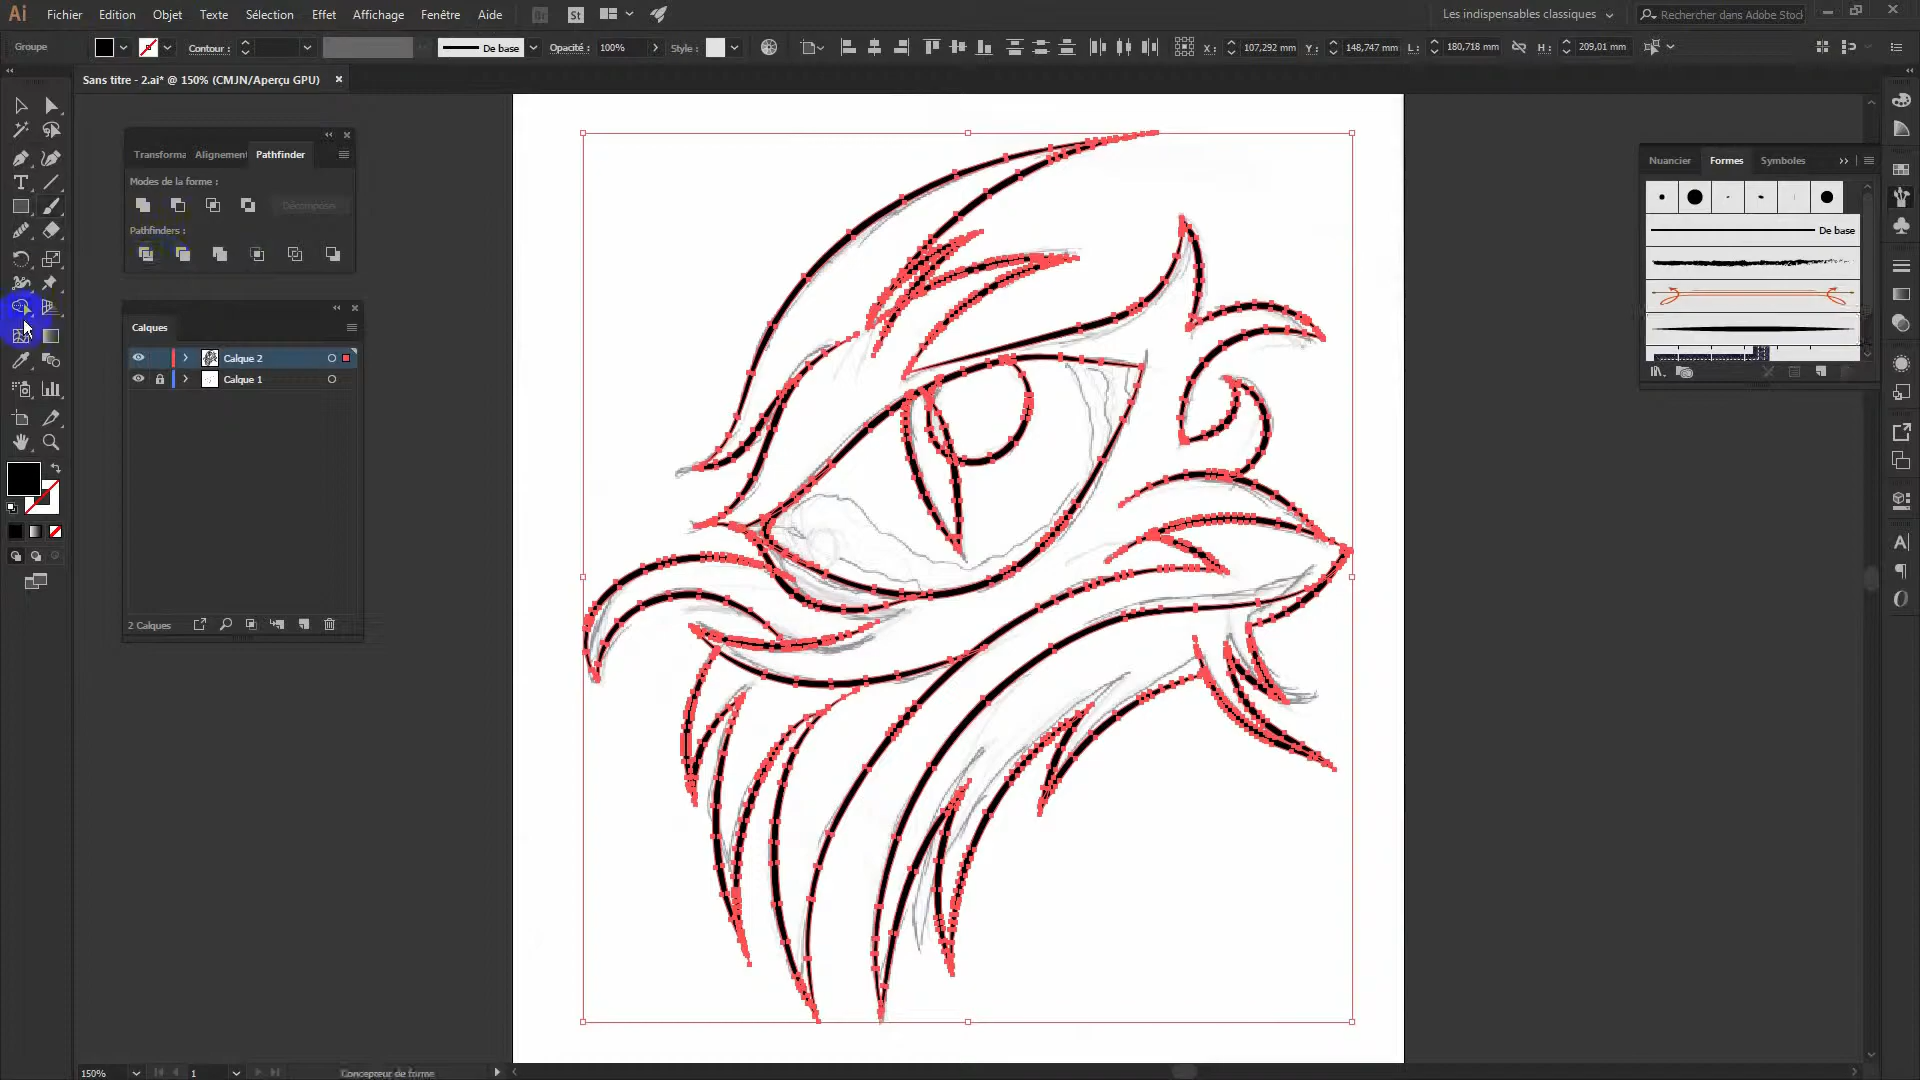 Ai Fichier Edition Objet Texte Sélection Effet Affichage Fenêtre Aide Br St Les indispensables classiques Rechercher dans Adobe Stock
Groupe Contour : De base Opacité : 100% Style : X : 107,292 mm Y : 148,747 mm L : 180,718 mm H : 209,01 mm
Sans titre - 2.ai* @ 150% (CMJN/Aperçu GPU)
Transforma Alignement Pathfinder
Modes de la forme :
Décompose
Pathfinders :
Calques
Calque 2
Calque 1
2 Calques
Nuancier Formes Symboles
De base
150% 1 Concepteur de forme